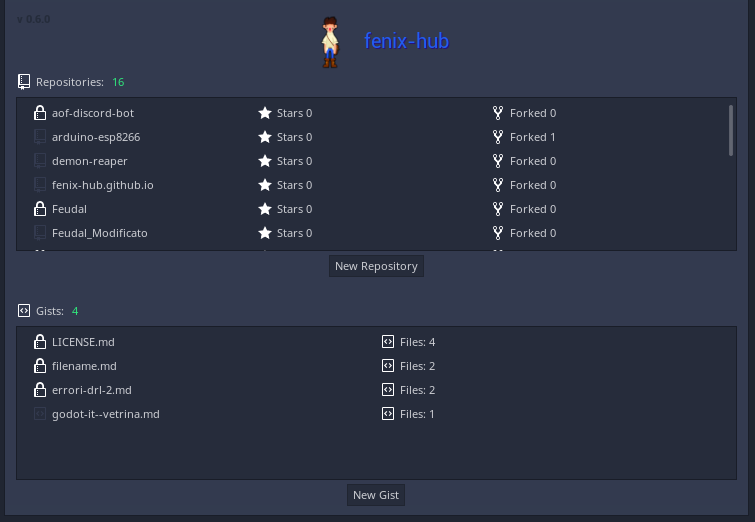 v 0.6.0
fenix-hub
Repositories: 16
aof-discord-bot Stars 0 Forked 0
arduino-esp8266 Stars 0 Forked 1
demon-reaper Stars 0 Forked 0
fenix-hub.github.io Stars 0 Forked 0
Feudal Stars 0 Forked 0
Feudal_Modificato Stars 0 Forked 0
New Repository
Gists: 4
LICENSE.md Files: 4
filename.md Files: 2
errori-drl-2.md Files: 2
godot-it--vetrina.md Files: 1
New Gist